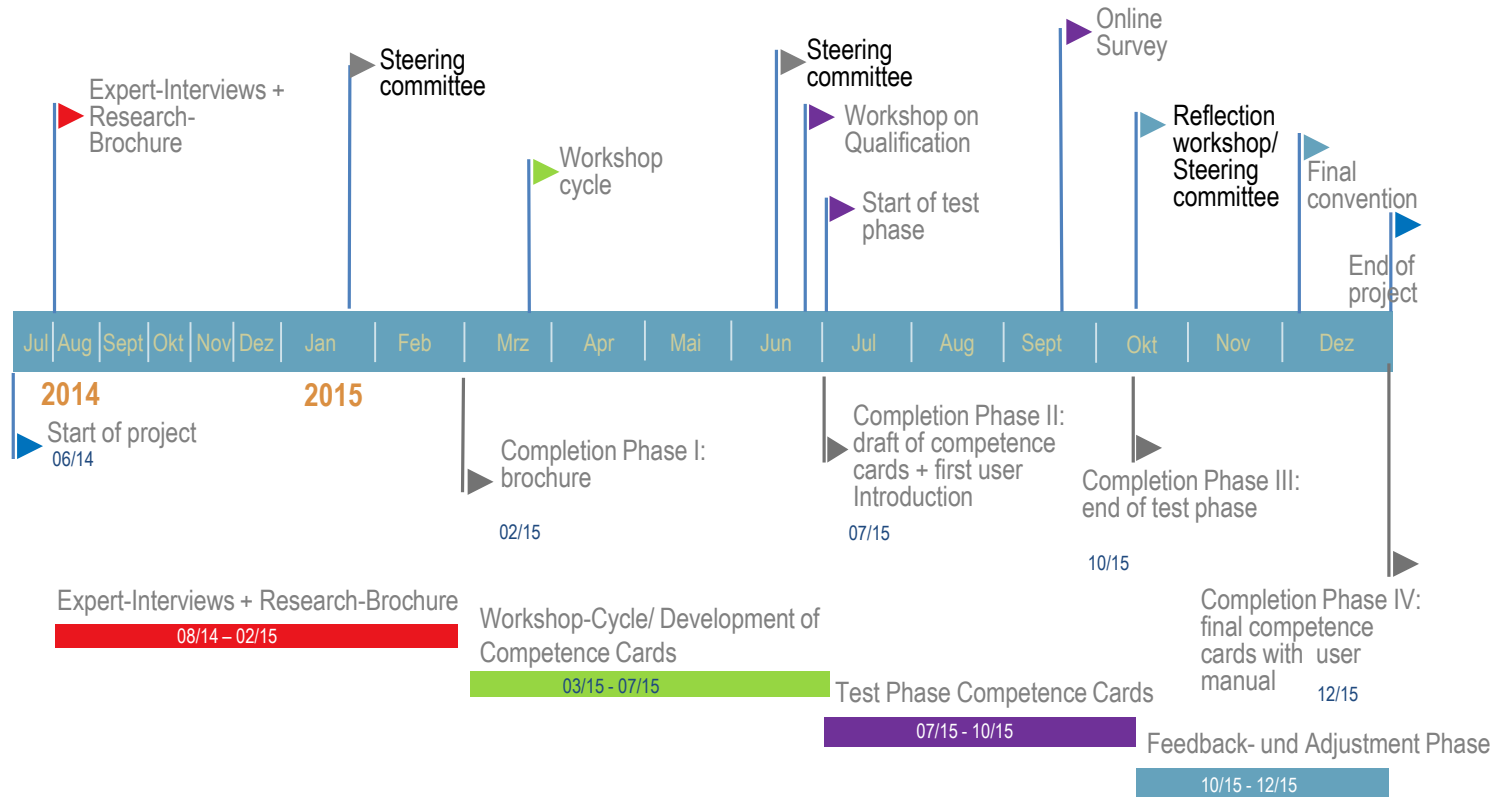 Online
Survey
Steering
committee
Steering
committee
Expert-Interviews +
Research-
Brochure
Workshop on
Qualification
Reflection
workshop/
Steering
committee
Workshop
cycle
Final
convention
Start of test
phase
End of
project
Jul Aug Sept Okt Nov Dez Jan Feb Mrz Apr Mai Jun Jul Aug Sept Okt Nov Dez
2014 2015
Start of project
06/14
Completion Phase I:
brochure
02/15
Completion Phase II:
draft of competence
cards + first user
Introduction
07/15
Completion Phase III:
end of test phase
10/15
Completion Phase IV:
final competence
cards with user
manual
12/15
Expert-Interviews + Research-Brochure
08/14 – 02/15
Workshop-Cycle/ Development of
Competence Cards
03/15 - 07/15
Test Phase Competence Cards
07/15 - 10/15
Feedback- und Adjustment Phase
10/15 - 12/15